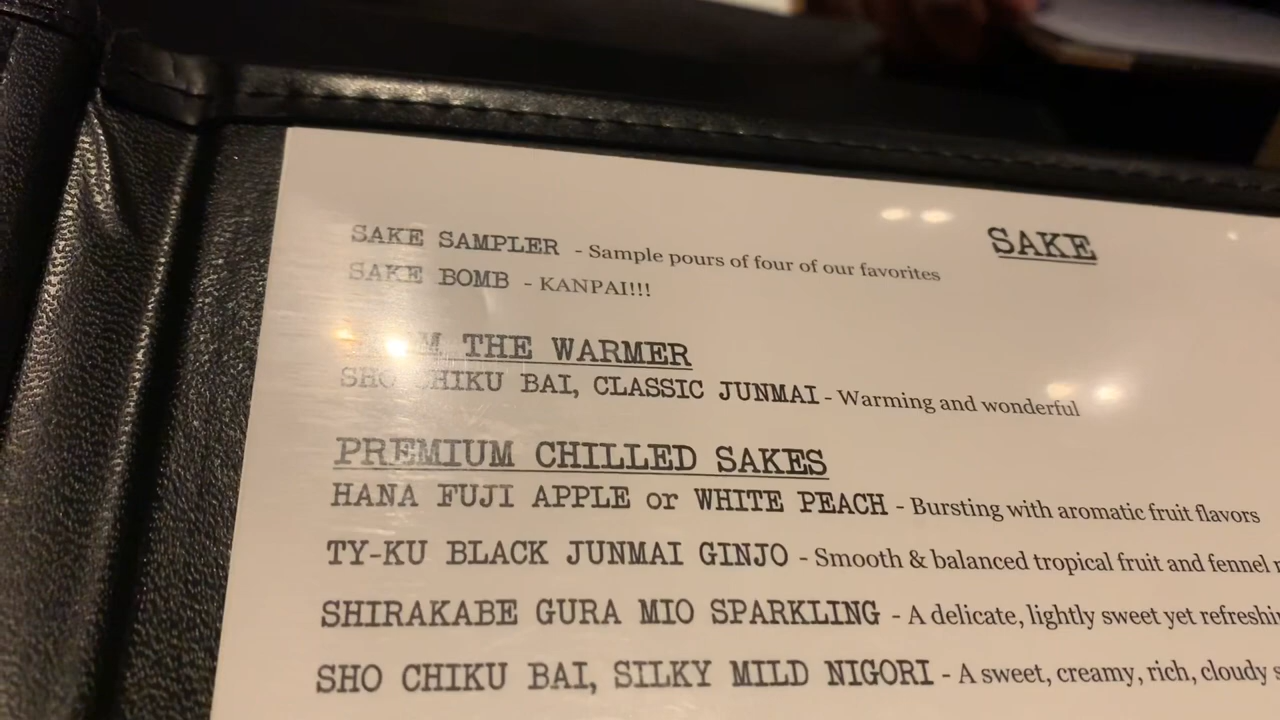 SAKE
SAKE SAMPLER - Sample pours of four of our favorites
SAKE BOMB - KANPAI!!!
THE WARMER
SHO CHIKU BAI, CLASSIC JUNMAI - Warming and wonderful
PREMIUM CHILLED SAKES
HANA FUJI APPLE or WHITE PEACH - Bursting with aromatic fruit flavors
TY-KU BLACK JUNMAI GINJO - Smooth & balanced tropical fruit and fennel
SHIRAKABE GURA MIO SPARKLING - A delicate, lightly sweet yet
SHO CHIKU BAI, SILKY MILD NIGORI - A sweet, creamy, rich, cloudy